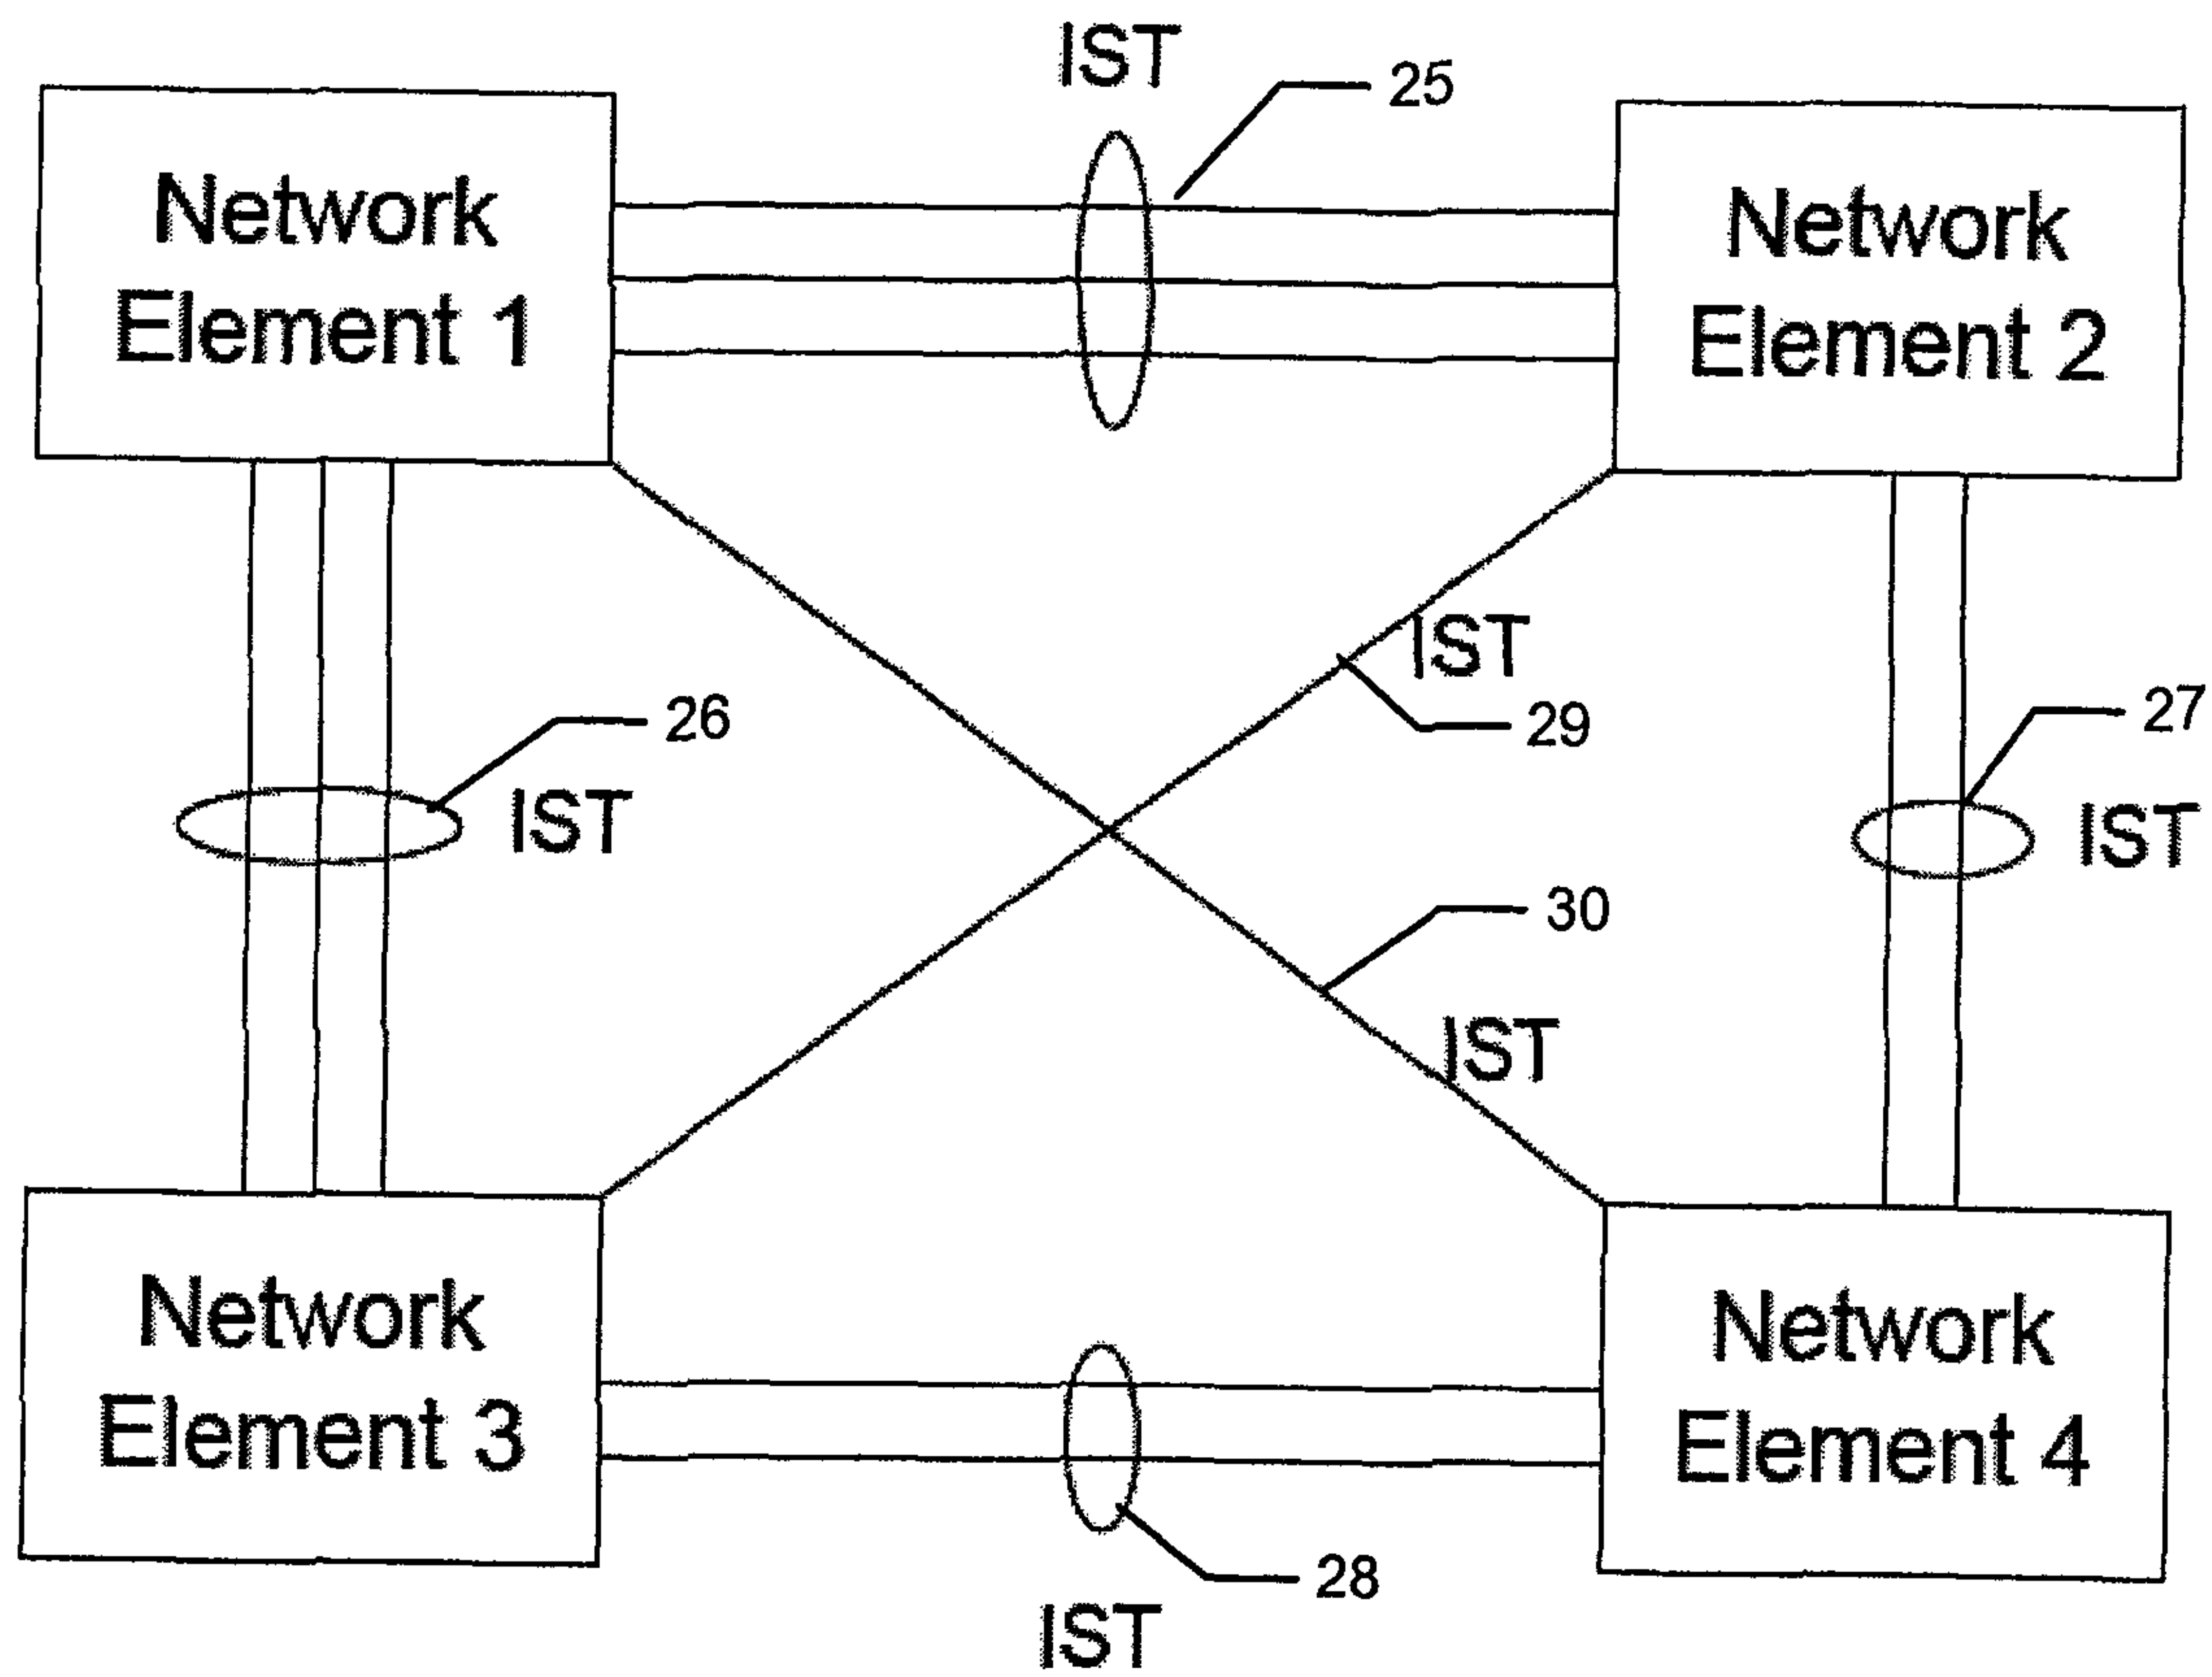 IST
25
Network
Element 1
Network
Element 2
IST
29
26
IST
27
IST
30
IST
Network
Element 3
Network
Element 4
28
IST